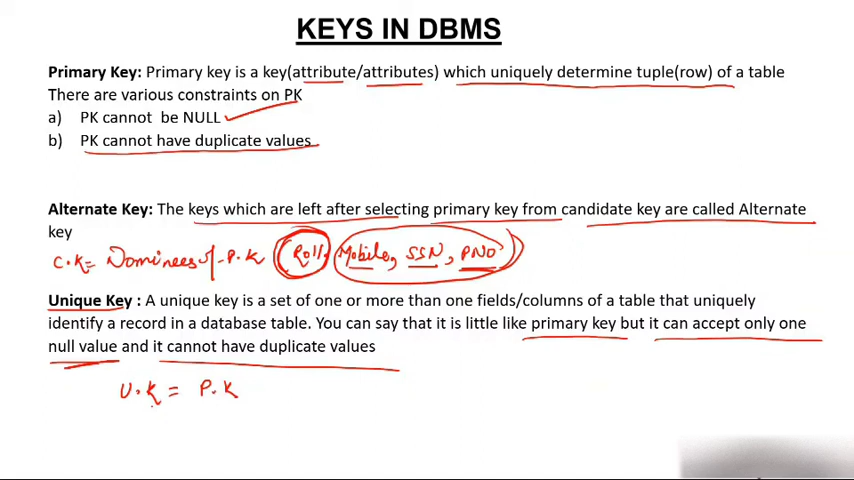 KEYS IN DBMS
Primary Key: Primary key is a key(attribute/attributes) which uniquely determine tuple(row) of a table
There are various constraints on PK
a) PK cannot be NULL
b) PK cannot have duplicate values
Alternate Key: The keys which are left after selecting primary key from candidate key are called Alternate
key
C.K= Nominees of P.K (Roll, Mobile, SSN, PNO)
Unique Key : A unique key is a set of one or more than one fields/columns of a table that uniquely
identify a record in a database table. You can say that it is little like primary key but it can accept only one
null value and it cannot have duplicate values
U.K = P.K